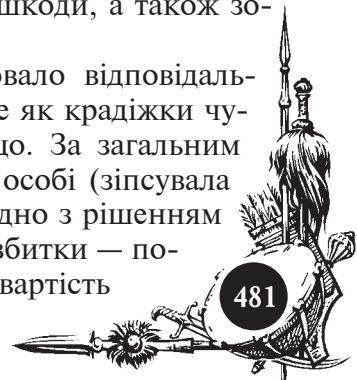 шкоди, а також зо-
вало відповідаль-
е як крадіжки чу-
що. За загальним
особі (зіпсувала
дно з рішенням
збитки — по-
вартість
481